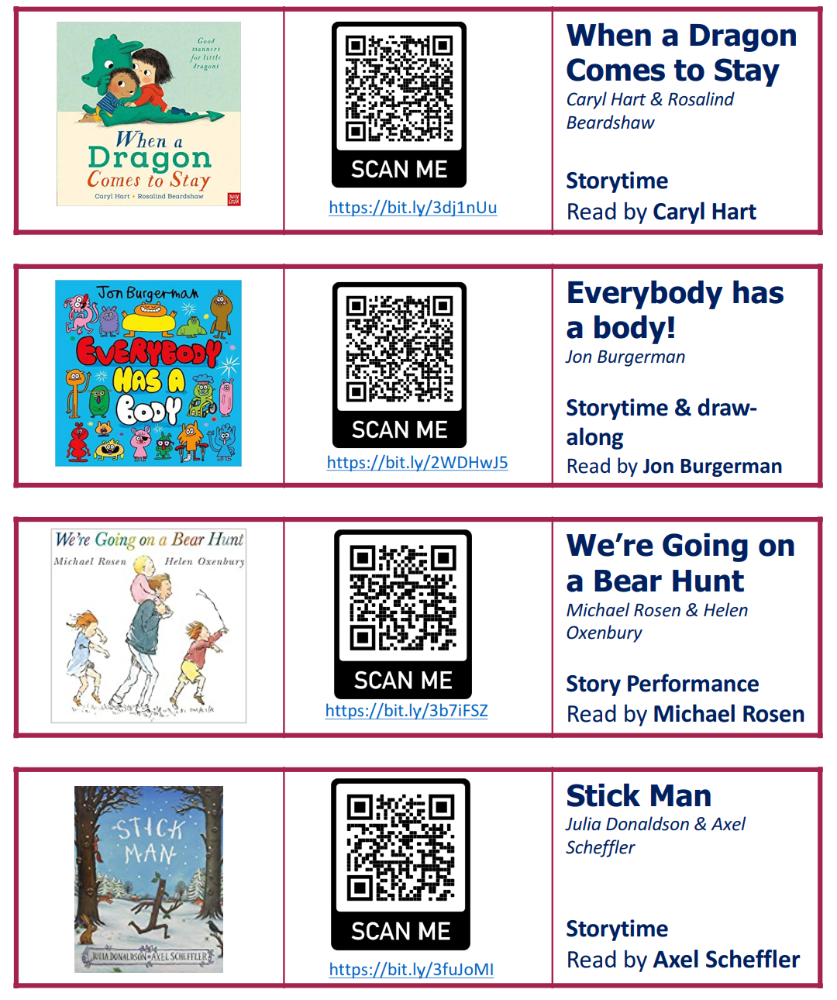 Good
manners
for little
dragons
When a
Dragon
Comes to Stay
Caryl Hart • Rosalind Beardshaw
nosy
crow
SCAN ME
https://bit.ly/3dj1nUu
When a Dragon
Comes to Stay
Caryl Hart & Rosalind
Beardshaw
Storytime
Read by Caryl Hart
Jon Burgerman
EVERYBODY
HAS A
BODY
SCAN ME
https://bit.ly/2WDHwJ5
Everybody has
a body!
Jon Burgerman
Storytime & draw-
along
Read by Jon Burgerman
We're Going on a Bear Hunt
Michael Rosen Helen Oxenbury
SCAN ME
https://bit.ly/3b7iFSZ
We’re Going on
a Bear Hunt
Michael Rosen & Helen
Oxenbury
Story Performance
Read by Michael Rosen
STICK
MAN
JULIA DONALDSON • AXEL SCHEFFLER
SCAN ME
https://bit.ly/3fuJoMI
Stick Man
Julia Donaldson & Axel
Scheffler
Storytime
Read by Axel Scheffler